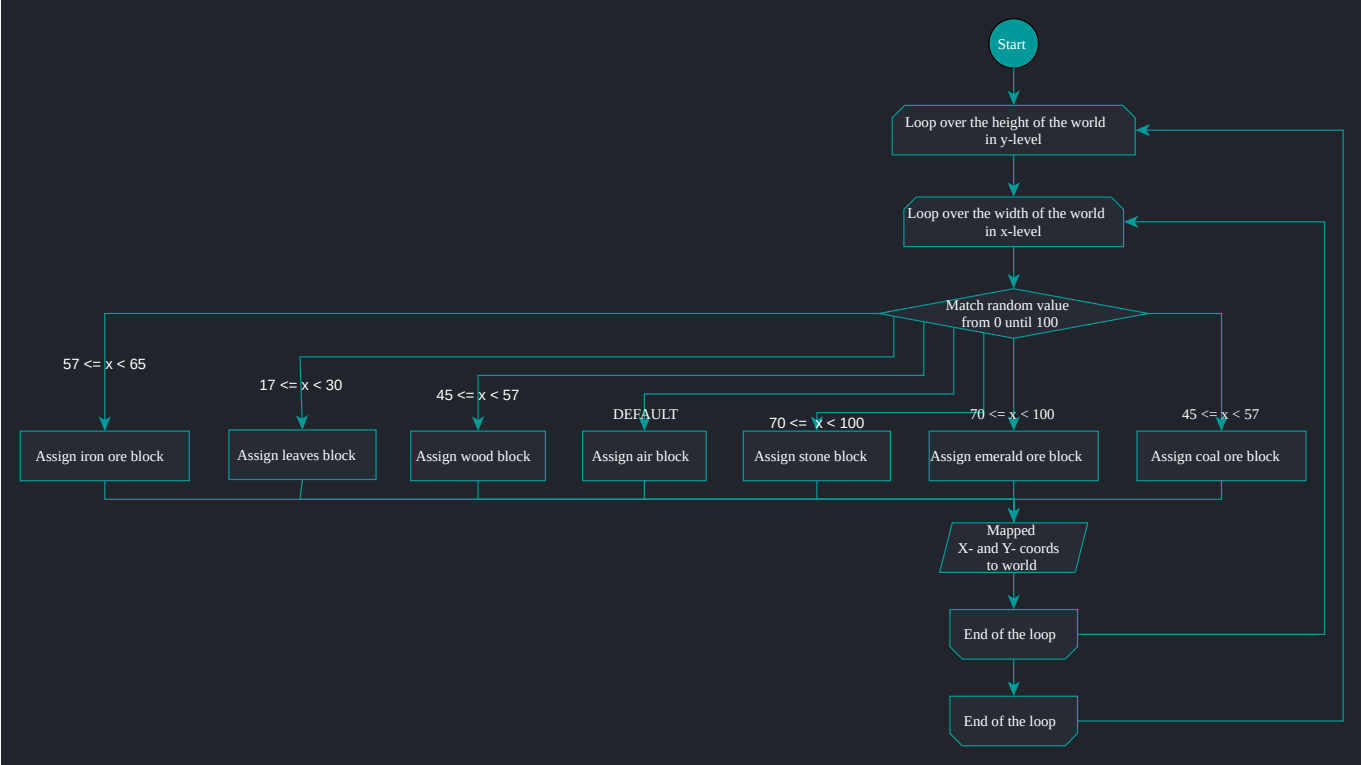 Start
Loop over the height of the world
in y-level
Loop over the width of the world
in x-level
Match random value
from 0 until 100
57 <= x < 65
17 <= x < 30
45 <= x < 57
DEFAULT
70 <= x < 100
70 <= x < 100
45 <= x < 57
Assign iron ore block
Assign leaves block
Assign wood block
Assign air block
Assign stone block
Assign emerald ore block
Assign coal ore block
Mapped
X- and Y- coords
to world
End of the loop
End of the loop